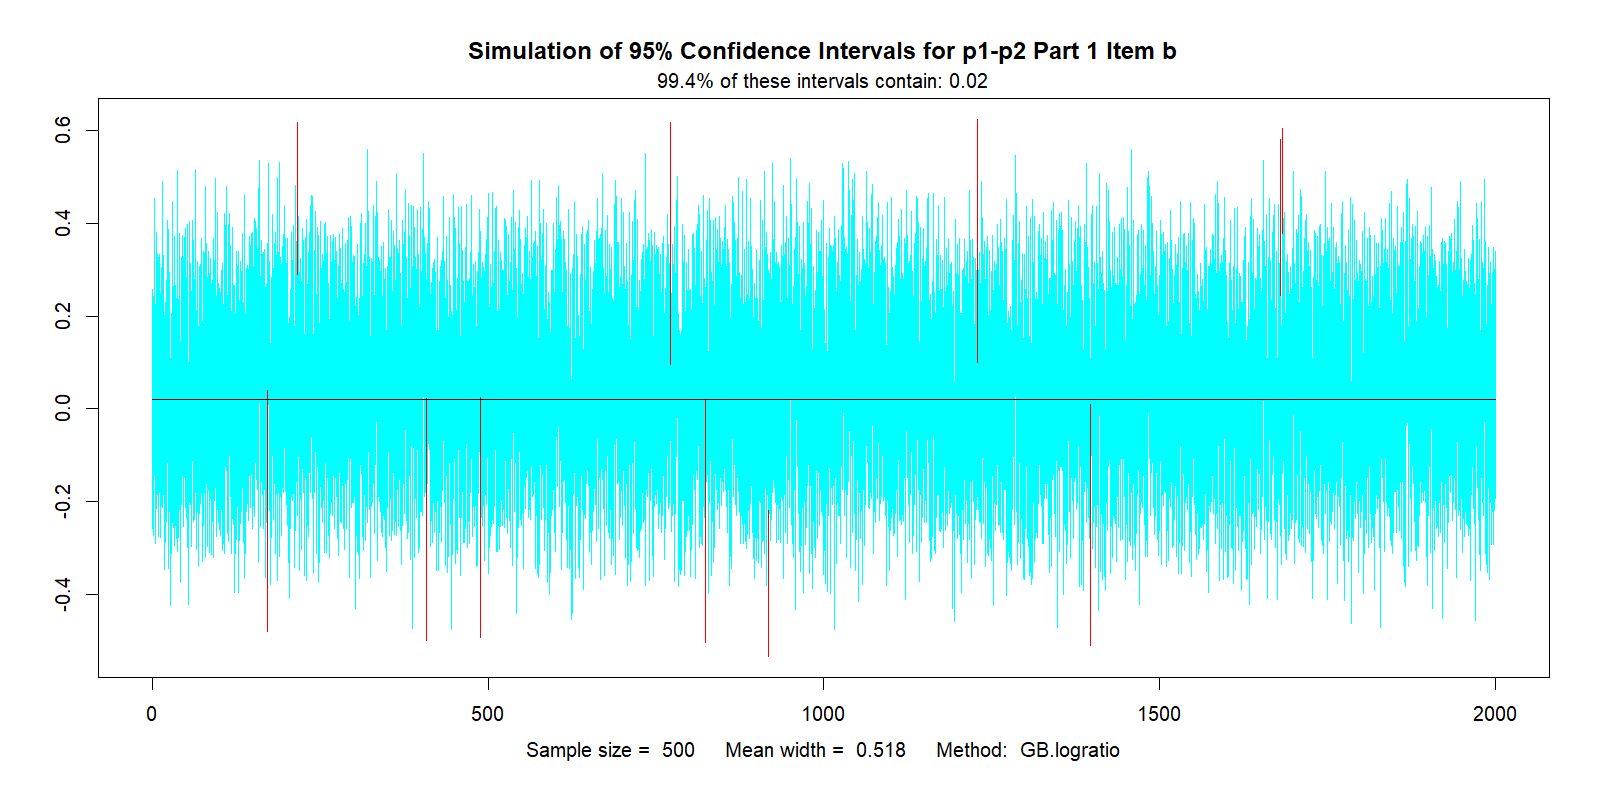 Simulation of 95% Confidence Intervals for p1-p2 Part 1 Item b
99.4% of these intervals contain: 0.02
0.6
0.4
0.2
0.0
-0.2
-0.4
0 500 1000 1500 2000
Sample size = 500 Mean width = 0.518 Method: GB.logratio